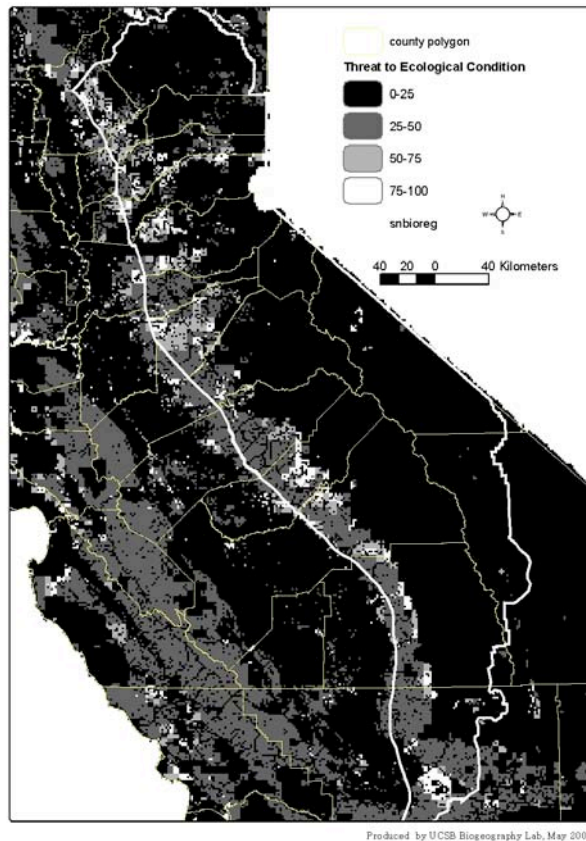 county polygon
Threat to Ecological Condition
0-25
25-50
50-75
75-100
snbioreg
N
W E
S
40 20 0 40 Kilometers
Produced by UCSB Biogeography Lab, May 200